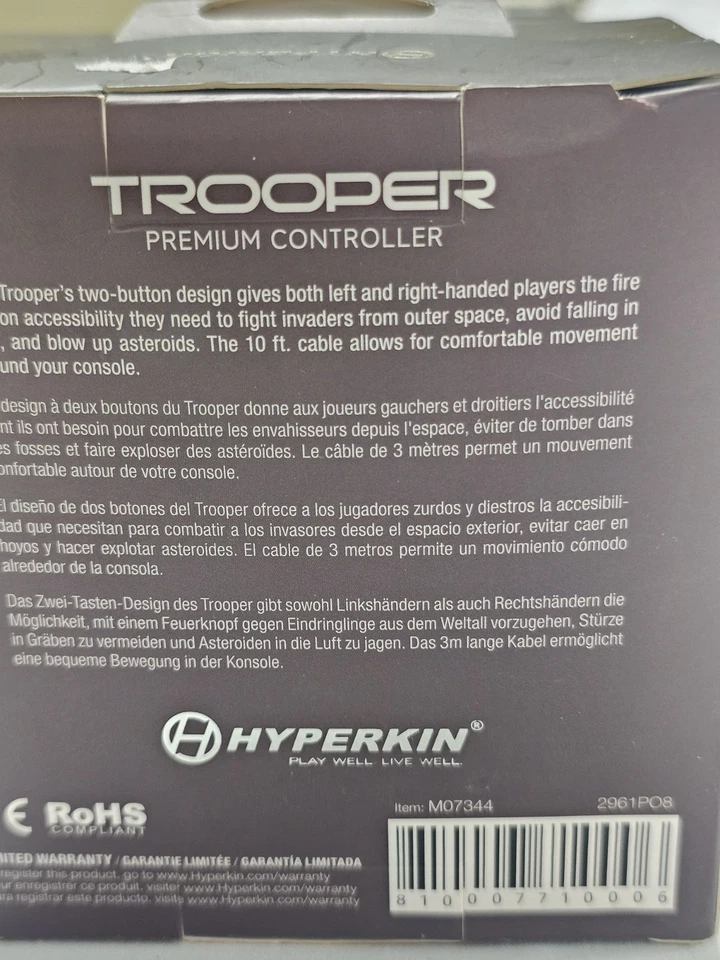 TROOPER
PREMIUM CONTROLLER
Trooper's two-button design gives both left and right-handed players the fire
on accessibility they need to fight invaders from outer space, avoid falling in
, and blow up asteroids. The 10 ft. cable allows for comfortable movement
und your console.
design à deux boutons du Trooper donne aux joueurs gauchers et droitiers l'accessibilité
nt ils ont besoin pour combattre les envahisseurs depuis l'espace, éviter de tomber dans
es fosses et faire exploser des astéroïdes. Le câble de 3 mètres permet un mouvement
onfortable autour de votre console.
El diseño de dos botones del Trooper ofrece a los jugadores zurdos y diestros la accesibili-
dad que necesitan para combatir a los invasores desde el espacio exterior, evitar caer en
hoyos y hacer explotar asteroides. El cable de 3 metros permite un movimiento cómodo
alrededor de la consola.
Das Zwei-Tasten-Design des Trooper gibt sowohl Linkshändern als auch Rechtshändern die
Möglichkeit, mit einem Feuerknopf gegen Eindringlinge aus dem Weltall vorzugehen, Stürze
in Gräben zu vermeiden und Asteroiden in die Luft zu jagen. Das 3m lange Kabel ermöglicht
eine bequeme Bewegung in der Konsole.
HYPERKIN®
PLAY WELL. LIVE WELL.
CE RoHS
COMPLIANT
Item: M07344 2961PO8
810007710006
MITED WARRANTY / GARANTIE LIMITÉE / GARANTÍA LIMITADA
register this product, go to www.Hyperkin.com/warranty
ur enregistrer ce produit, visiter www.Hyperkin.com/warranty
ara registrar este producto, visite www.Hyperkin.com/warranty